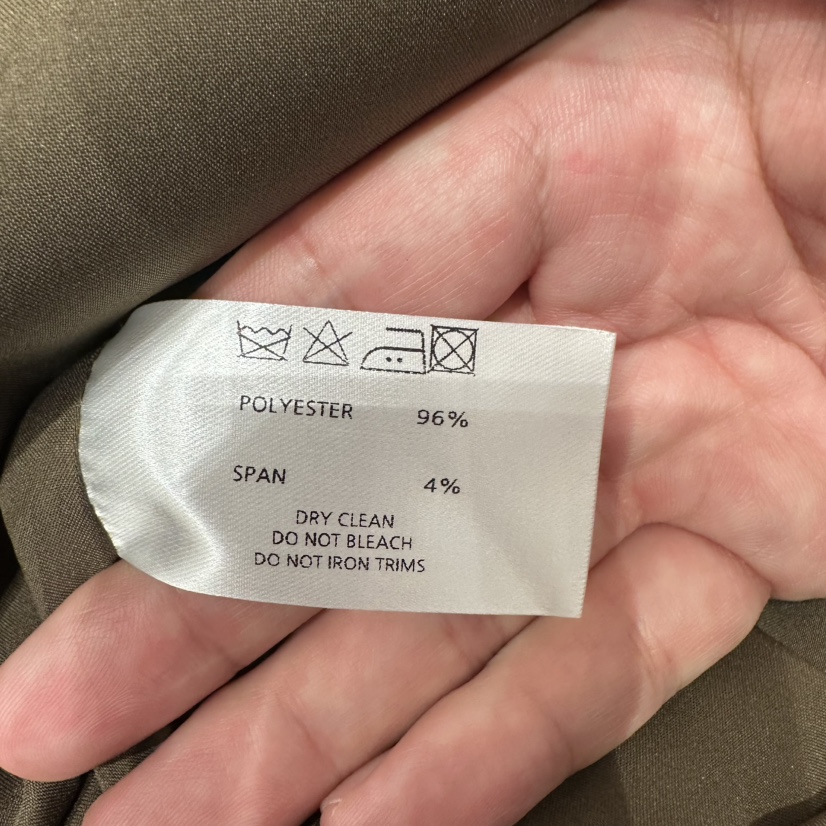 POLYESTER 96%
SPAN 4%
DRY CLEAN
DO NOT BLEACH
DO NOT IRON TRIMS